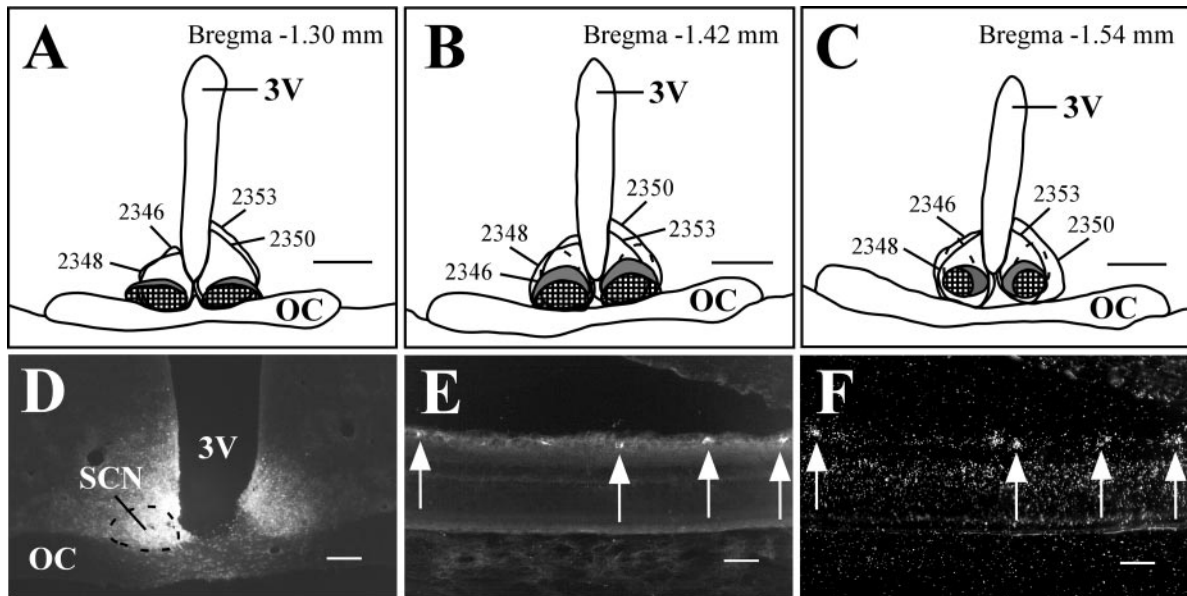 A
Bregma -1.30 mm
3V
2353
2346
2350
2348
OC
B
Bregma -1.42 mm
3V
2350
2348
2353
2346
OC
C
Bregma -1.54 mm
3V
2346
2353
2350
2348
OC
D
3V
SCN
OC
E
F